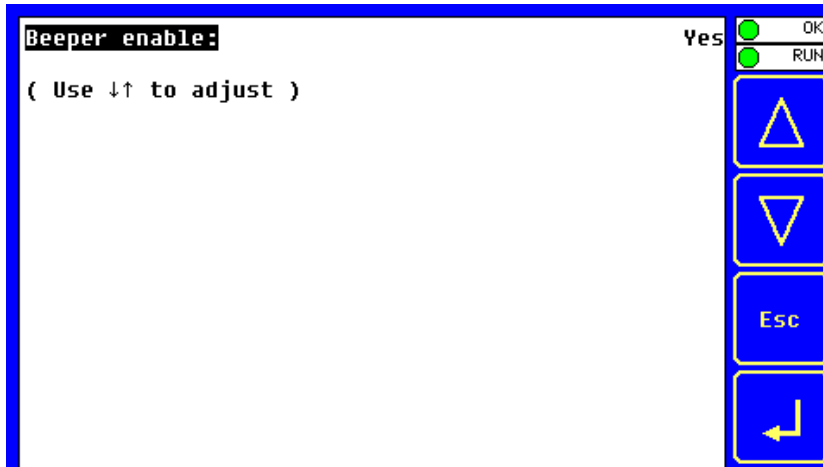 Beeper enable: Yes
( Use ↓↑ to adjust )
OK
RUN
Esc